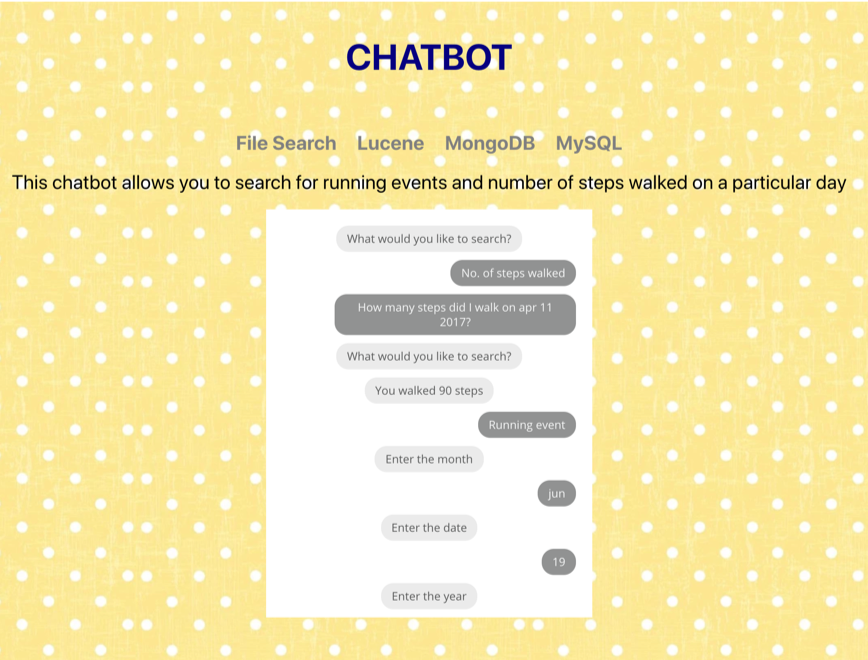 CHATBOT
File Search Lucene MongoDB MySQL
This chatbot allows you to search for running events and number of steps walked on a particular day
What would you like to search?
No. of steps walked
How many steps did I walk on apr 11
2017?
What would you like to search?
You walked 90 steps
Running event
Enter the month
jun
Enter the date
19
Enter the year